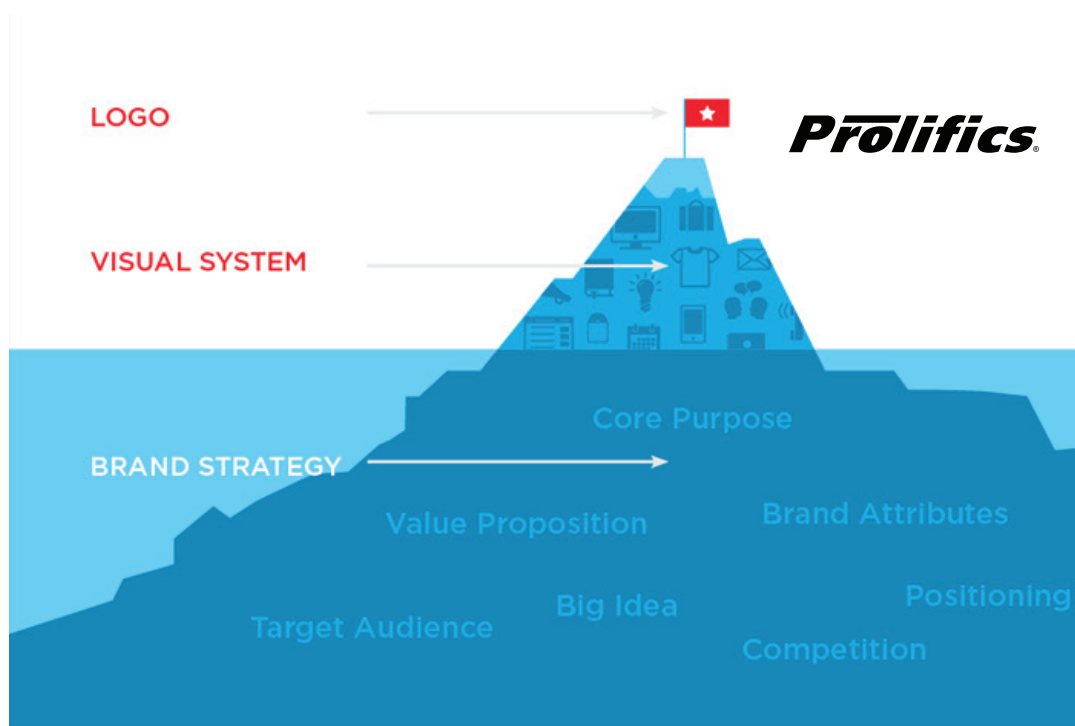 LOGO
Prolifics®
VISUAL SYSTEM
Core Purpose
BRAND STRATEGY
Value Proposition
Brand Attributes
Big Idea
Positioning
Target Audience
Competition